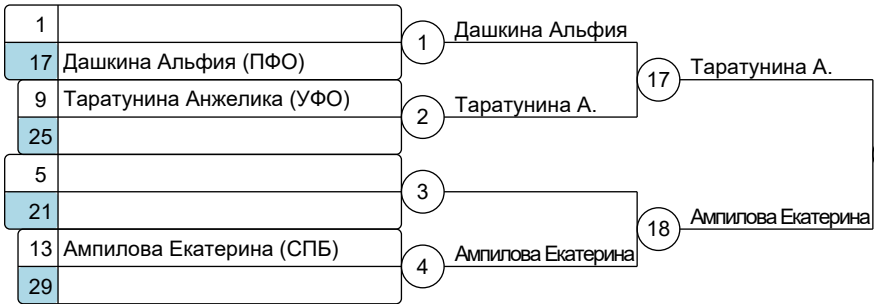 1
17 Дашкина Альфия (ПФО)
1 Дашкина Альфия
9 Таратунина Анжелика (УФО)
25
2 Таратунина А.
17 Таратунина А.
5
21
3
13 Ампилова Екатерина (СПБ)
29
4 Ампилова Екатерина
18 Ампилова Екатерина